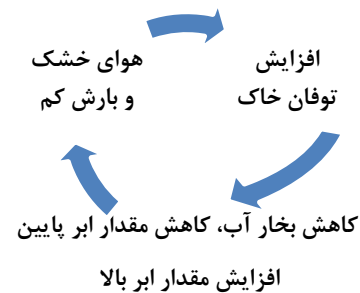 افزایش
توفان خاک
هوای خشک
و بارش کم
کاهش بخار آب، کاهش مقدار ابر پایین
افزایش مقدار ابر بالا